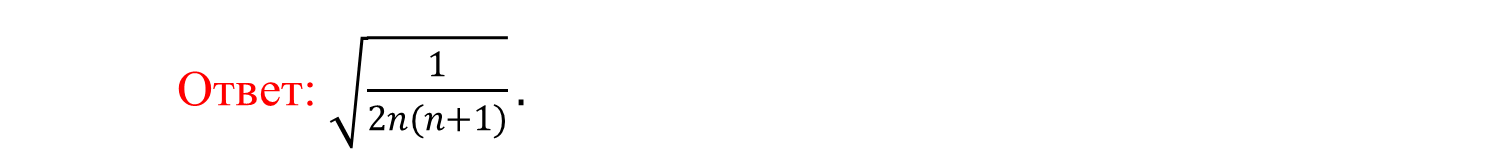 Ответ: √(1/(2n(n+1))).